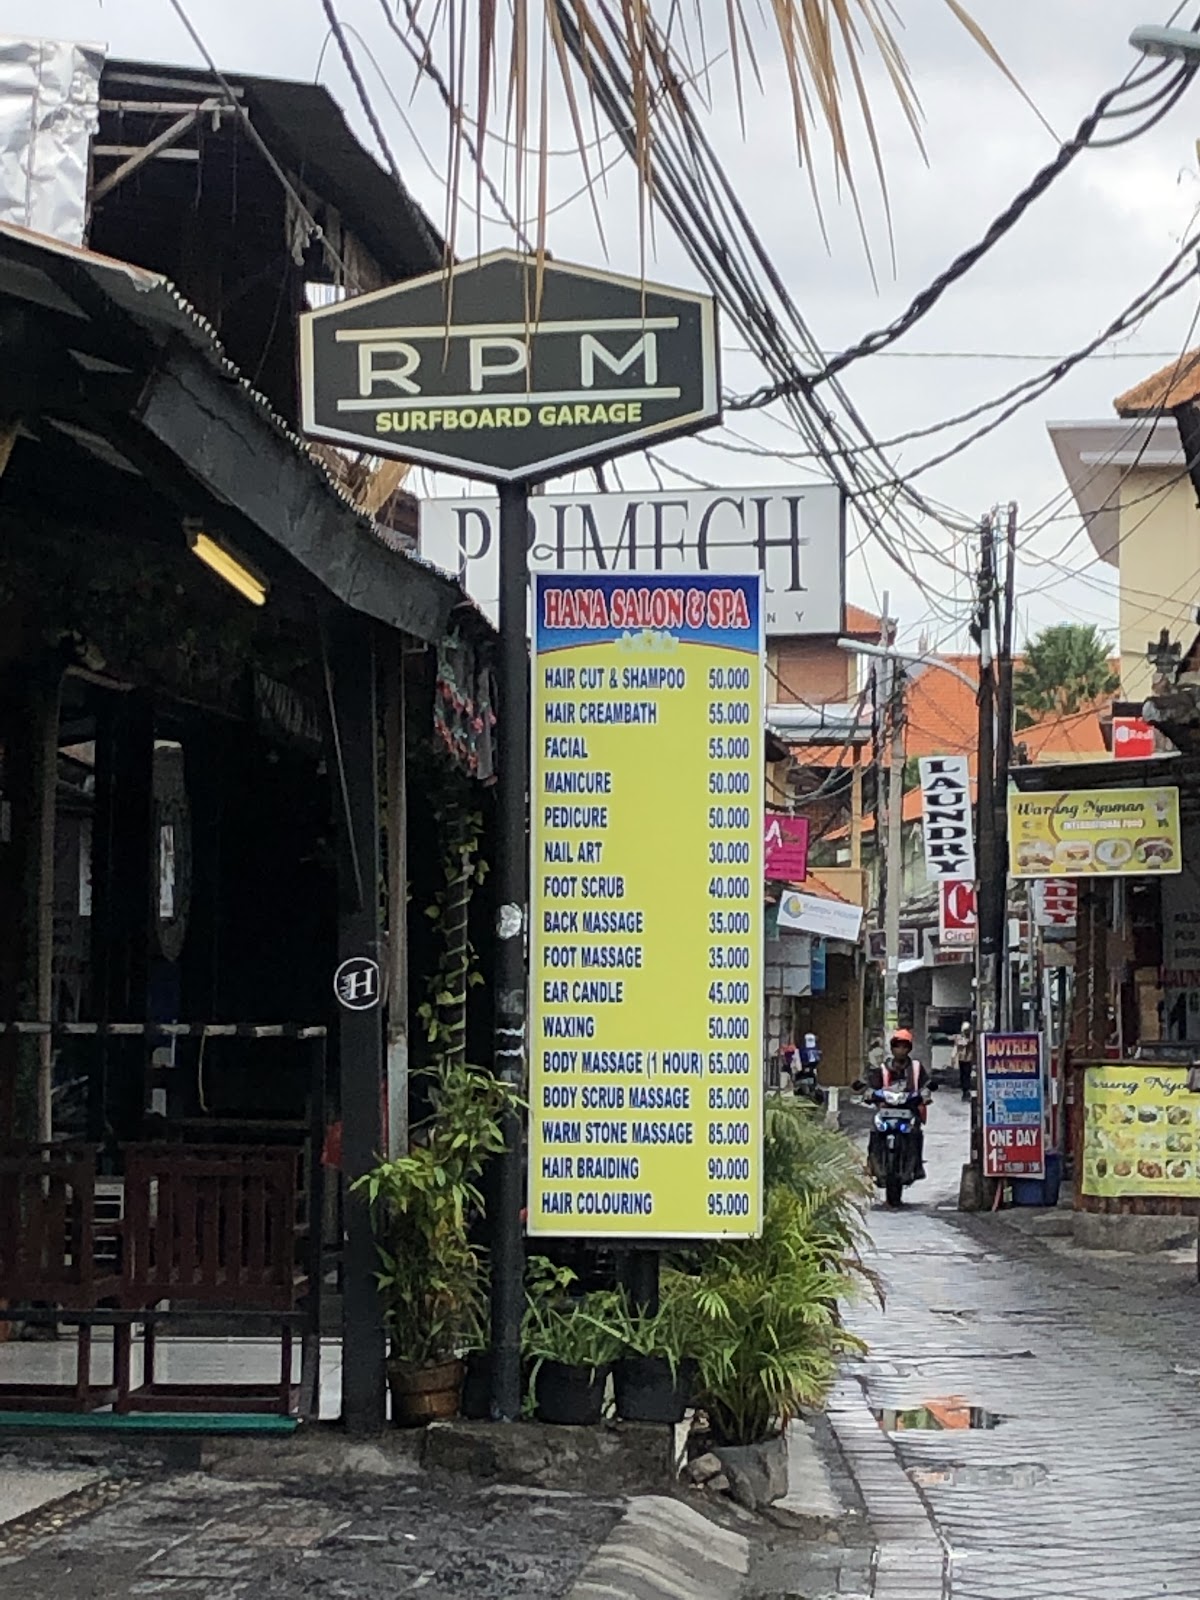 RPM
SURFBOARD GARAGE
HANA SALON & SPA
HAIR CUT & SHAMPOO 50.000
HAIR CREAMBATH 55.000
FACIAL 55.000
MANICURE 50.000
PEDICURE 50.000
NAIL ART 30.000
FOOT SCRUB 40.000
BACK MASSAGE 35.000
FOOT MASSAGE 35.000
EAR CANDLE 45.000
WAXING 50.000
BODY MASSAGE (1 HOUR) 65.000
BODY SCRUB MASSAGE 85.000
WARM STONE MASSAGE 85.000
HAIR BRAIDING 90.000
HAIR COLOURING 95.000
H
LAUNDRY
Warung Nyoman
INTERNATIONAL FOOD
MOTHER
LAUNDRY
ONE DAY